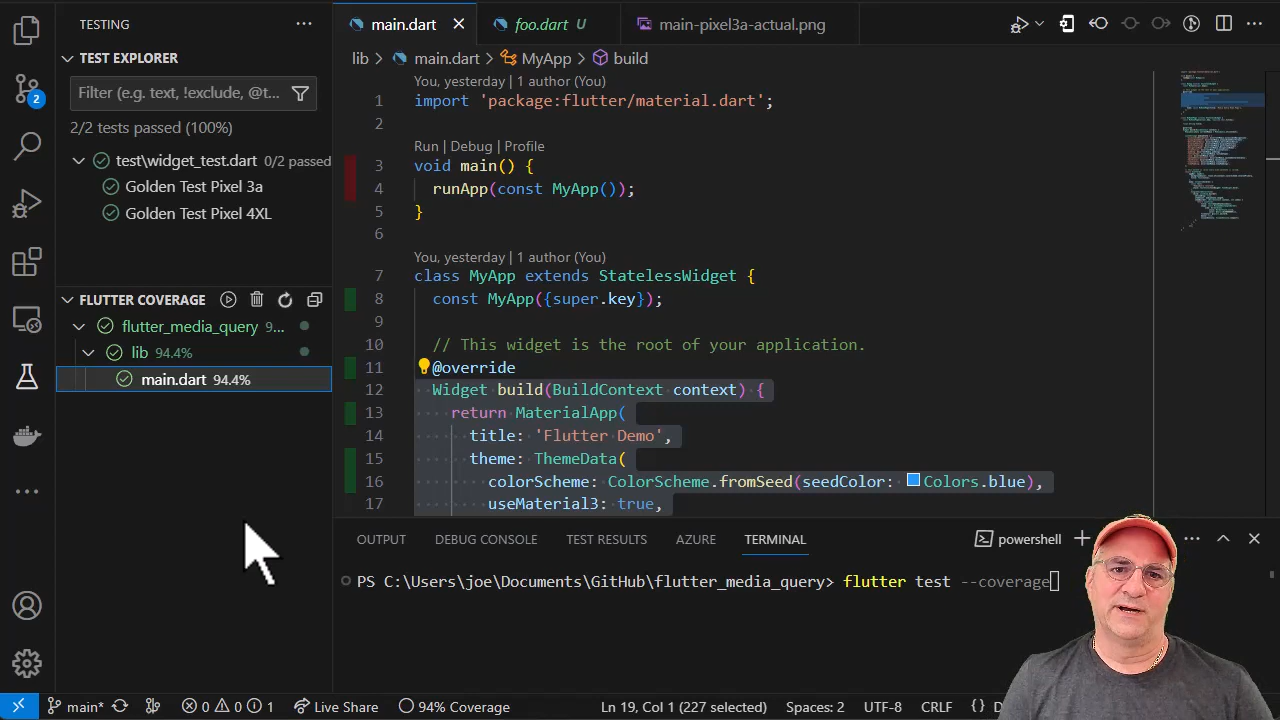 TESTING
TEST EXPLORER
Filter (e.g. text, !exclude, @t...
2/2 tests passed (100%)
test\widget_test.dart 0/2 passed
Golden Test Pixel 3a
Golden Test Pixel 4XL
FLUTTER COVERAGE
flutter_media_query 9...
lib 94.4%
main.dart 94.4%
2
main.dart
foo.dart U
main-pixel3a-actual.png
lib > main.dart > MyApp > build
You, yesterday | 1 author (You)
1 import 'package:flutter/material.dart';
2
Run | Debug | Profile
3 void main() {
4 runApp(const MyApp());
5 }
6
You, yesterday | 1 author (You)
7 class MyApp extends StatelessWidget {
8 const MyApp({super.key});
9
10 // This widget is the root of your application.
11 @override
12 Widget build(BuildContext context) {
13 return MaterialApp(
14 title: 'Flutter Demo',
15 theme: ThemeData(
16 colorScheme: ColorScheme.fromSeed(seedColor: Colors.blue),
17 useMaterial3: true,
OUTPUT DEBUG CONSOLE TEST RESULTS AZURE TERMINAL powershell
PS C:\Users\joe\Documents\GitHub\flutter_media_query> flutter test --coverage
main* 0 0 1 Live Share 94% Coverage Ln 19, Col 1 (227 selected) Spaces: 2 UTF-8 CRLF {}